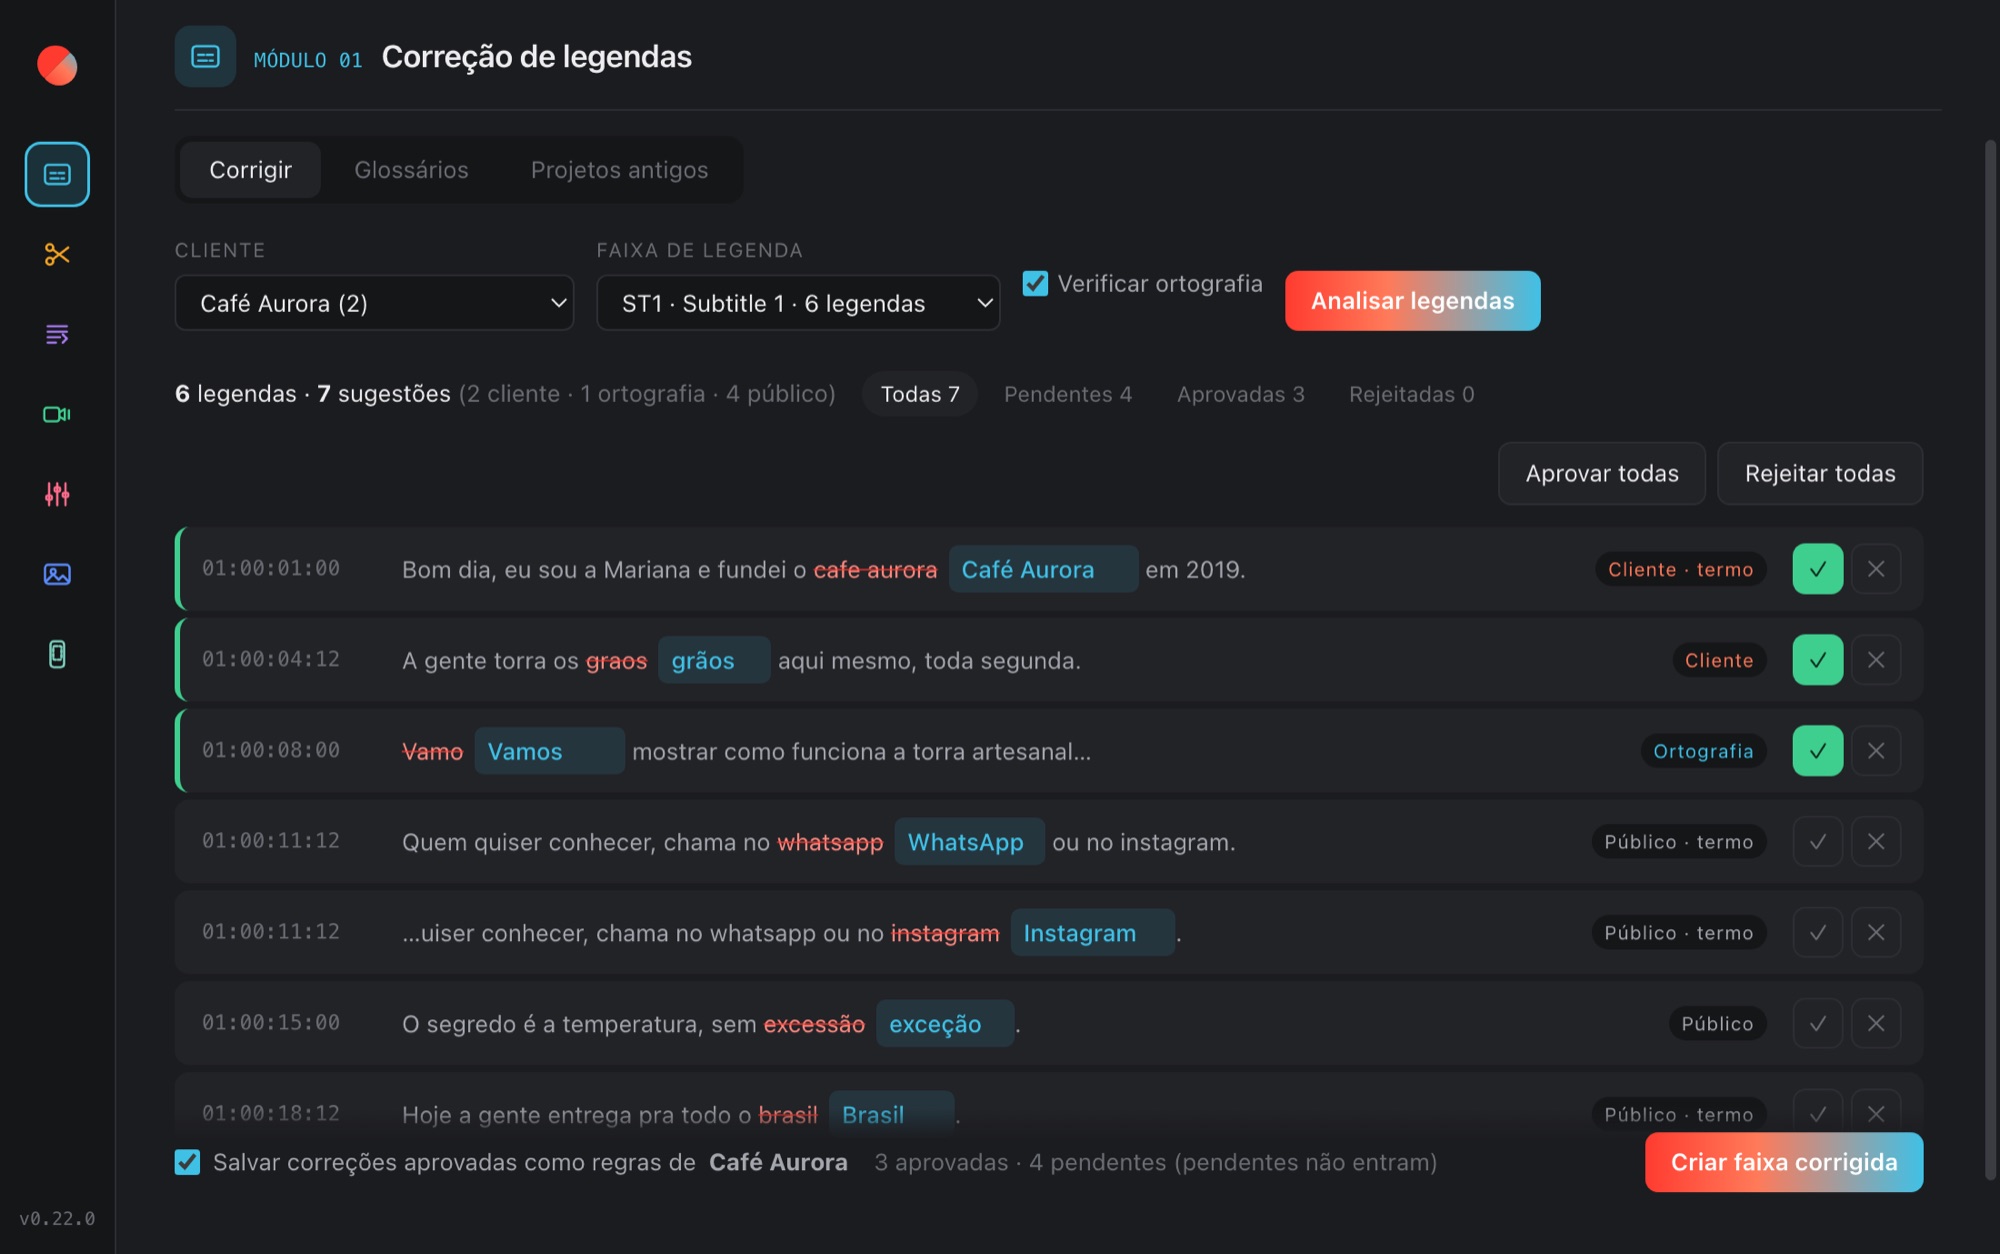 MÓDULO 01 Correção de legendas
Corrigir Glossários Projetos antigos
CLIENTE FAIXA DE LEGENDA
Café Aurora (2) ST1 · Subtitle 1 · 6 legendas Verificar ortografia Analisar legendas
6 legendas · 7 sugestões (2 cliente · 1 ortografia · 4 público) Todas 7 Pendentes 4 Aprovadas 3 Rejeitadas 0
Aprovar todas Rejeitar todas
01:00:01:00 Bom dia, eu sou a Mariana e fundei o cafe aurora Café Aurora em 2019. Cliente · termo
01:00:04:12 A gente torra os graos grãos aqui mesmo, toda segunda. Cliente
01:00:08:00 Vamo Vamos mostrar como funciona a torra artesanal... Ortografia
01:00:11:12 Quem quiser conhecer, chama no whatsapp WhatsApp ou no instagram. Público · termo
01:00:11:12 ...uiser conhecer, chama no whatsapp ou no instagram Instagram . Público · termo
01:00:15:00 O segredo é a temperatura, sem excessão exceção . Público
01:00:18:12 Hoje a gente entrega pra todo o brasil Brasil . Público · termo
Salvar correções aprovadas como regras de Café Aurora 3 aprovadas · 4 pendentes (pendentes não entram) Criar faixa corrigida
v0.22.0